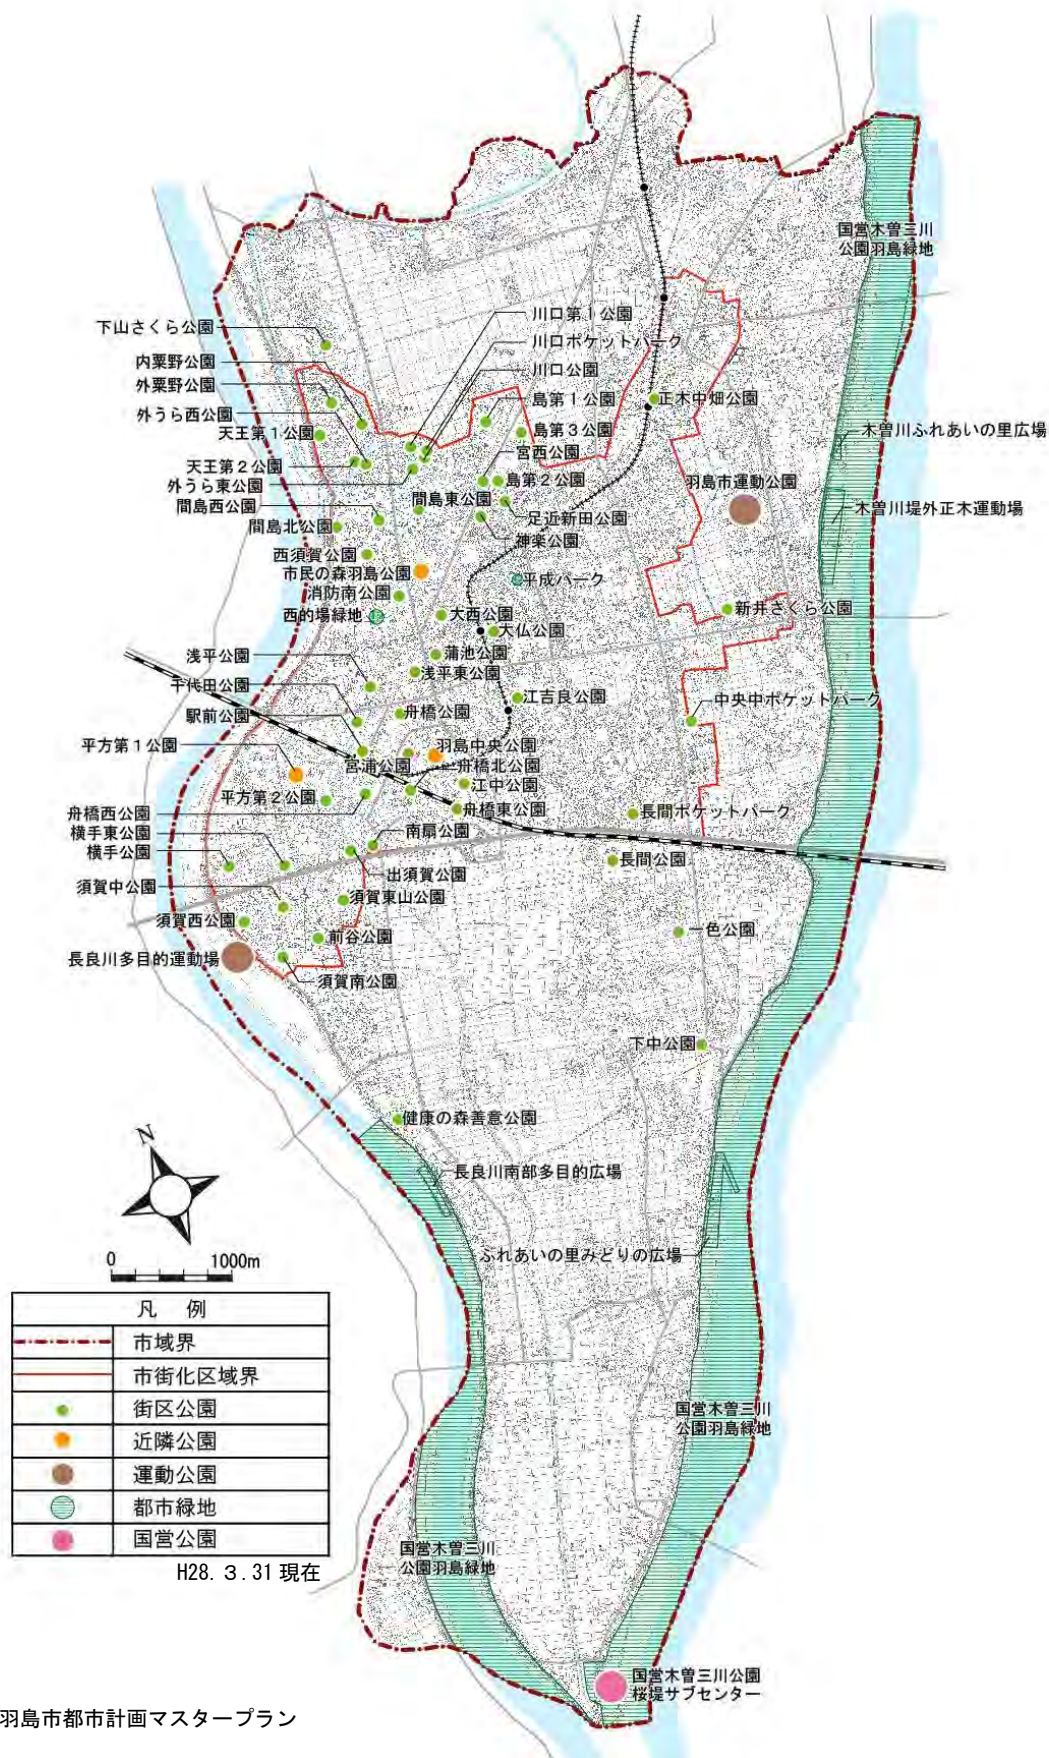 国営木曽三川
公園羽島緑地
下山さくら公園
内粟野公園
外粟野公園
外うら西公園
天王第1公園
天王第2公園
外うら東公園
間島西公園
間島北公園
川口第1公園
川口ポケットパーク
川口公園
島第1公園
島第3公園
宮西公園
島第2公園
間島東公園
足近新田公園
神楽公園
正木中畑公園
羽島市運動公園
木曽川ふれあいの里広場
木曽川堤外正木運動場
西須賀公園
市民の森羽島公園
消防南公園
西的場緑地
平成パーク
大西公園
大仏公園
新井さくら公園
蒲池公園
浅平公園
浅平東公園
千代田公園
江吉良公園
中央中ポケットパーク
駅前公園
舟橋公園
平方第1公園
羽島中央公園
宮浦公園
舟橋北公園
江中公園
平方第2公園
舟橋西公園
舟橋東公園
長間ポケットパーク
横手東公園
南扇公園
横手公園
出須賀公園
長間公園
須賀中公園
須賀東山公園
須賀西公園
前谷公園
一色公園
長良川多目的運動場
須賀南公園
下中公園
健康の森善意公園
長良川南部多目的広場
ふれあいの里みどりの広場
N
0 1000m
凡 例
市域界
市街化区域界
街区公園
近隣公園
運動公園
都市緑地
国営公園
H28. 3. 31 現在
国営木曽三川
公園羽島緑地
国営木曽三川
公園羽島緑地
国営木曽三川公園
桜堤サブセンター
羽島市都市計画マスタープラン